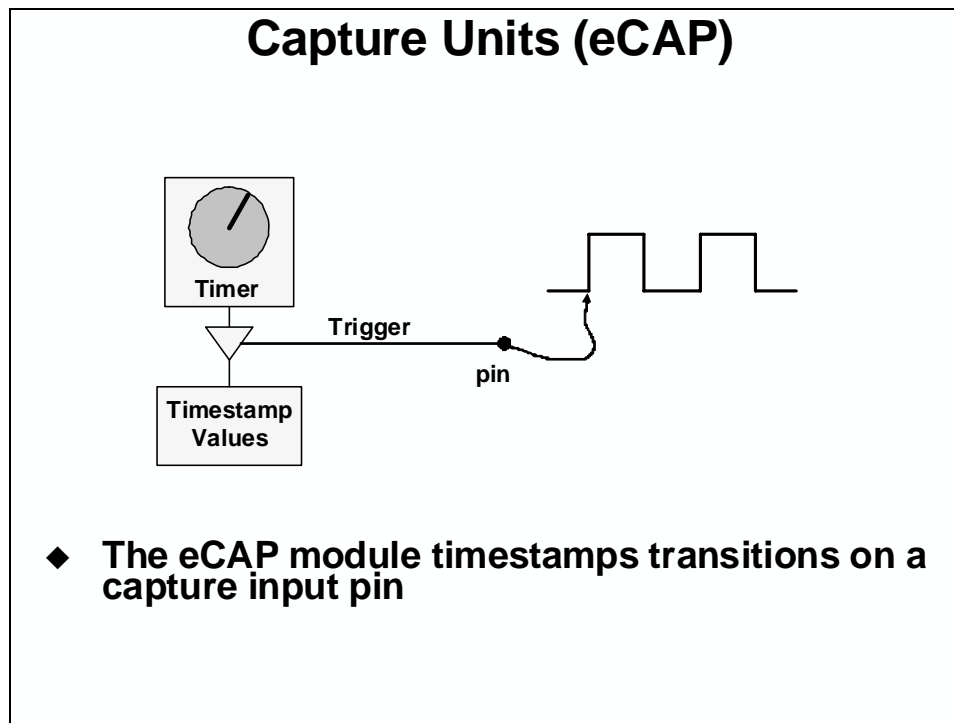 Capture Units (eCAP)
Timer
Trigger
pin
Timestamp
Values
◆ The eCAP module timestamps transitions on a
capture input pin